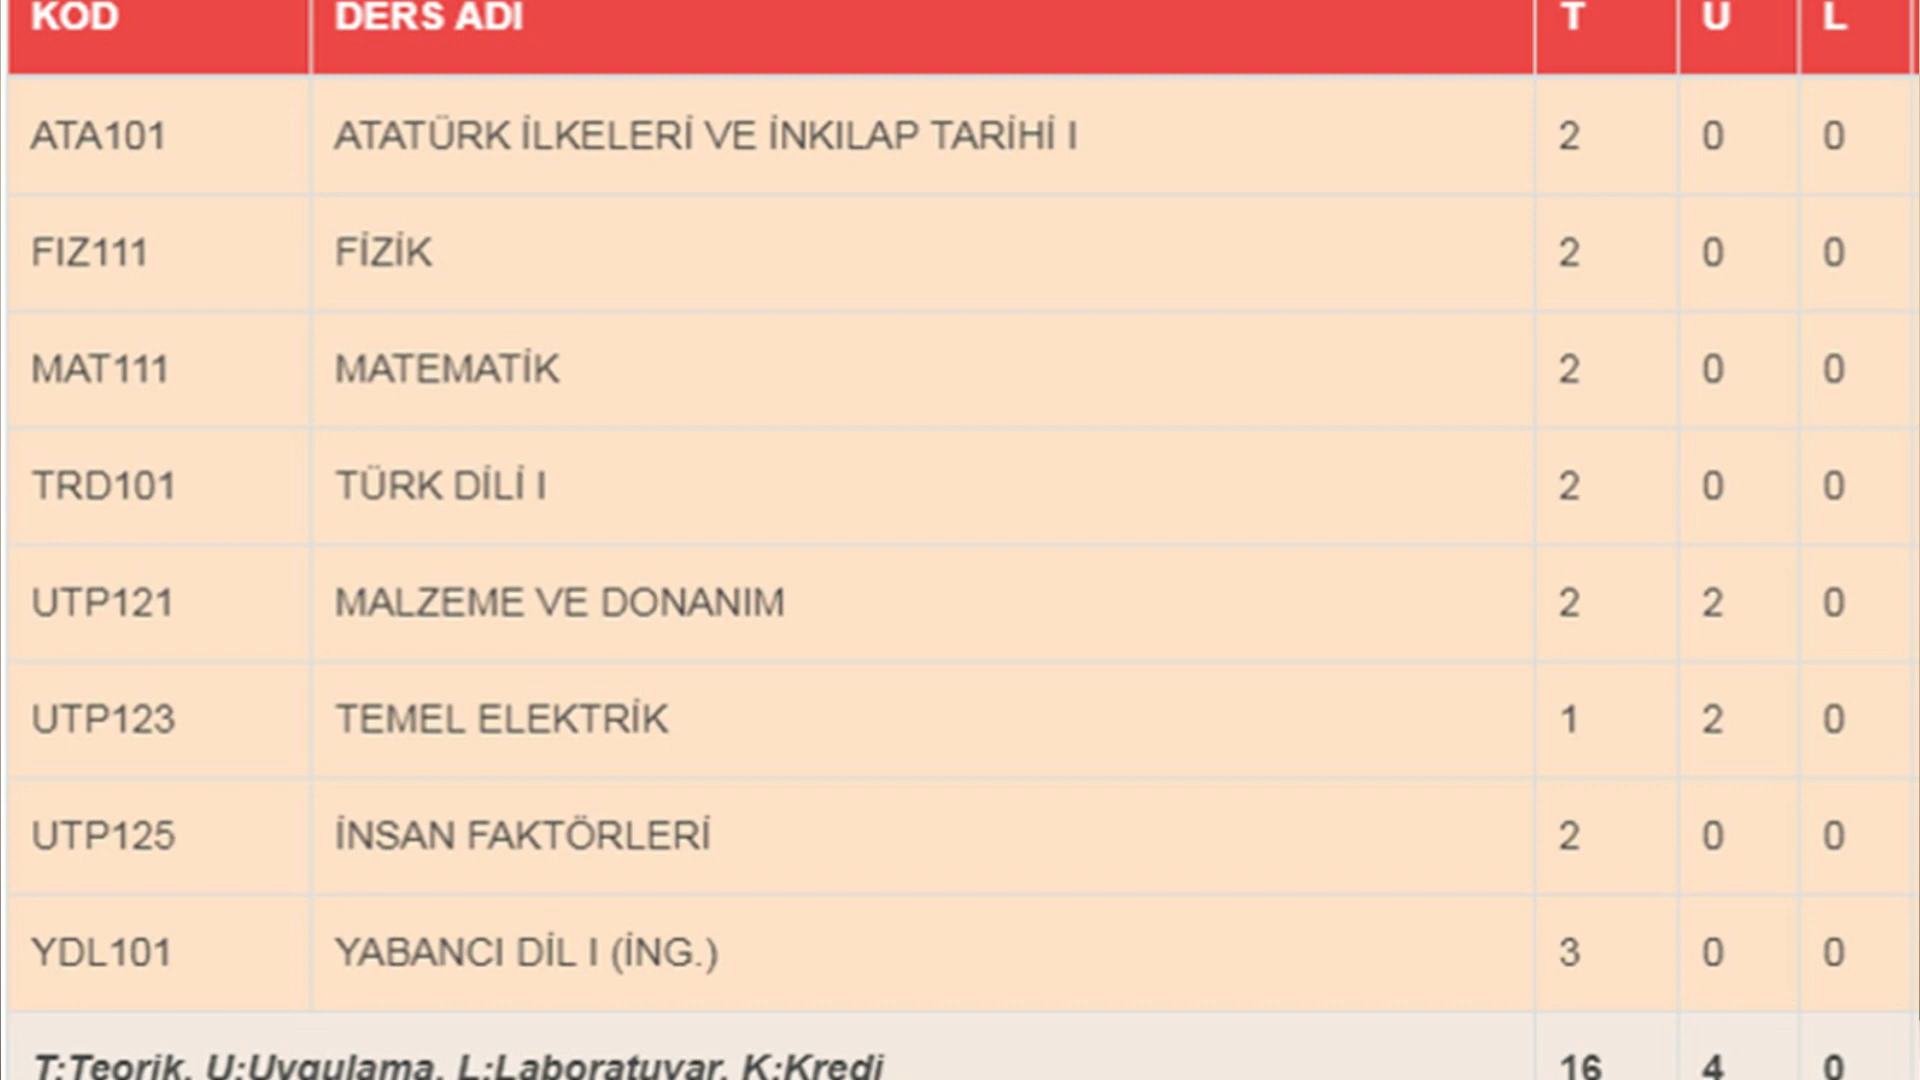 KOD DERS ADI T U L
ATA101 ATATÜRK İLKELERİ VE İNKILAP TARİHİ I 2 0 0
FIZ111 FİZİK 2 0 0
MAT111 MATEMATİK 2 0 0
TRD101 TÜRK DİLİ I 2 0 0
UTP121 MALZEME VE DONANIM 2 2 0
UTP123 TEMEL ELEKTRİK 1 2 0
UTP125 İNSAN FAKTÖRLERİ 2 0 0
YDL101 YABANCI DİL I (İNG.) 3 0 0
T:Teorik, U:Uygulama, L:Laboratuvar, K:Kredi 16 4 0